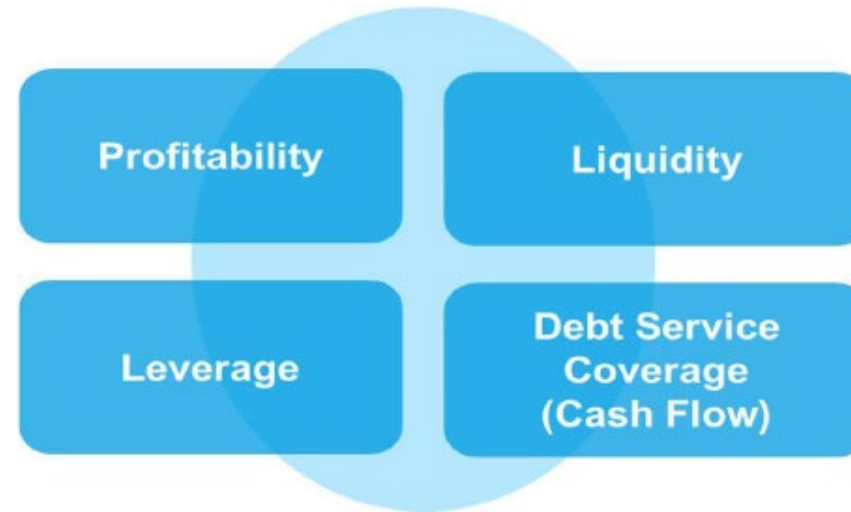 Profitability
Liquidity
Leverage
Debt Service
Coverage
(Cash Flow)